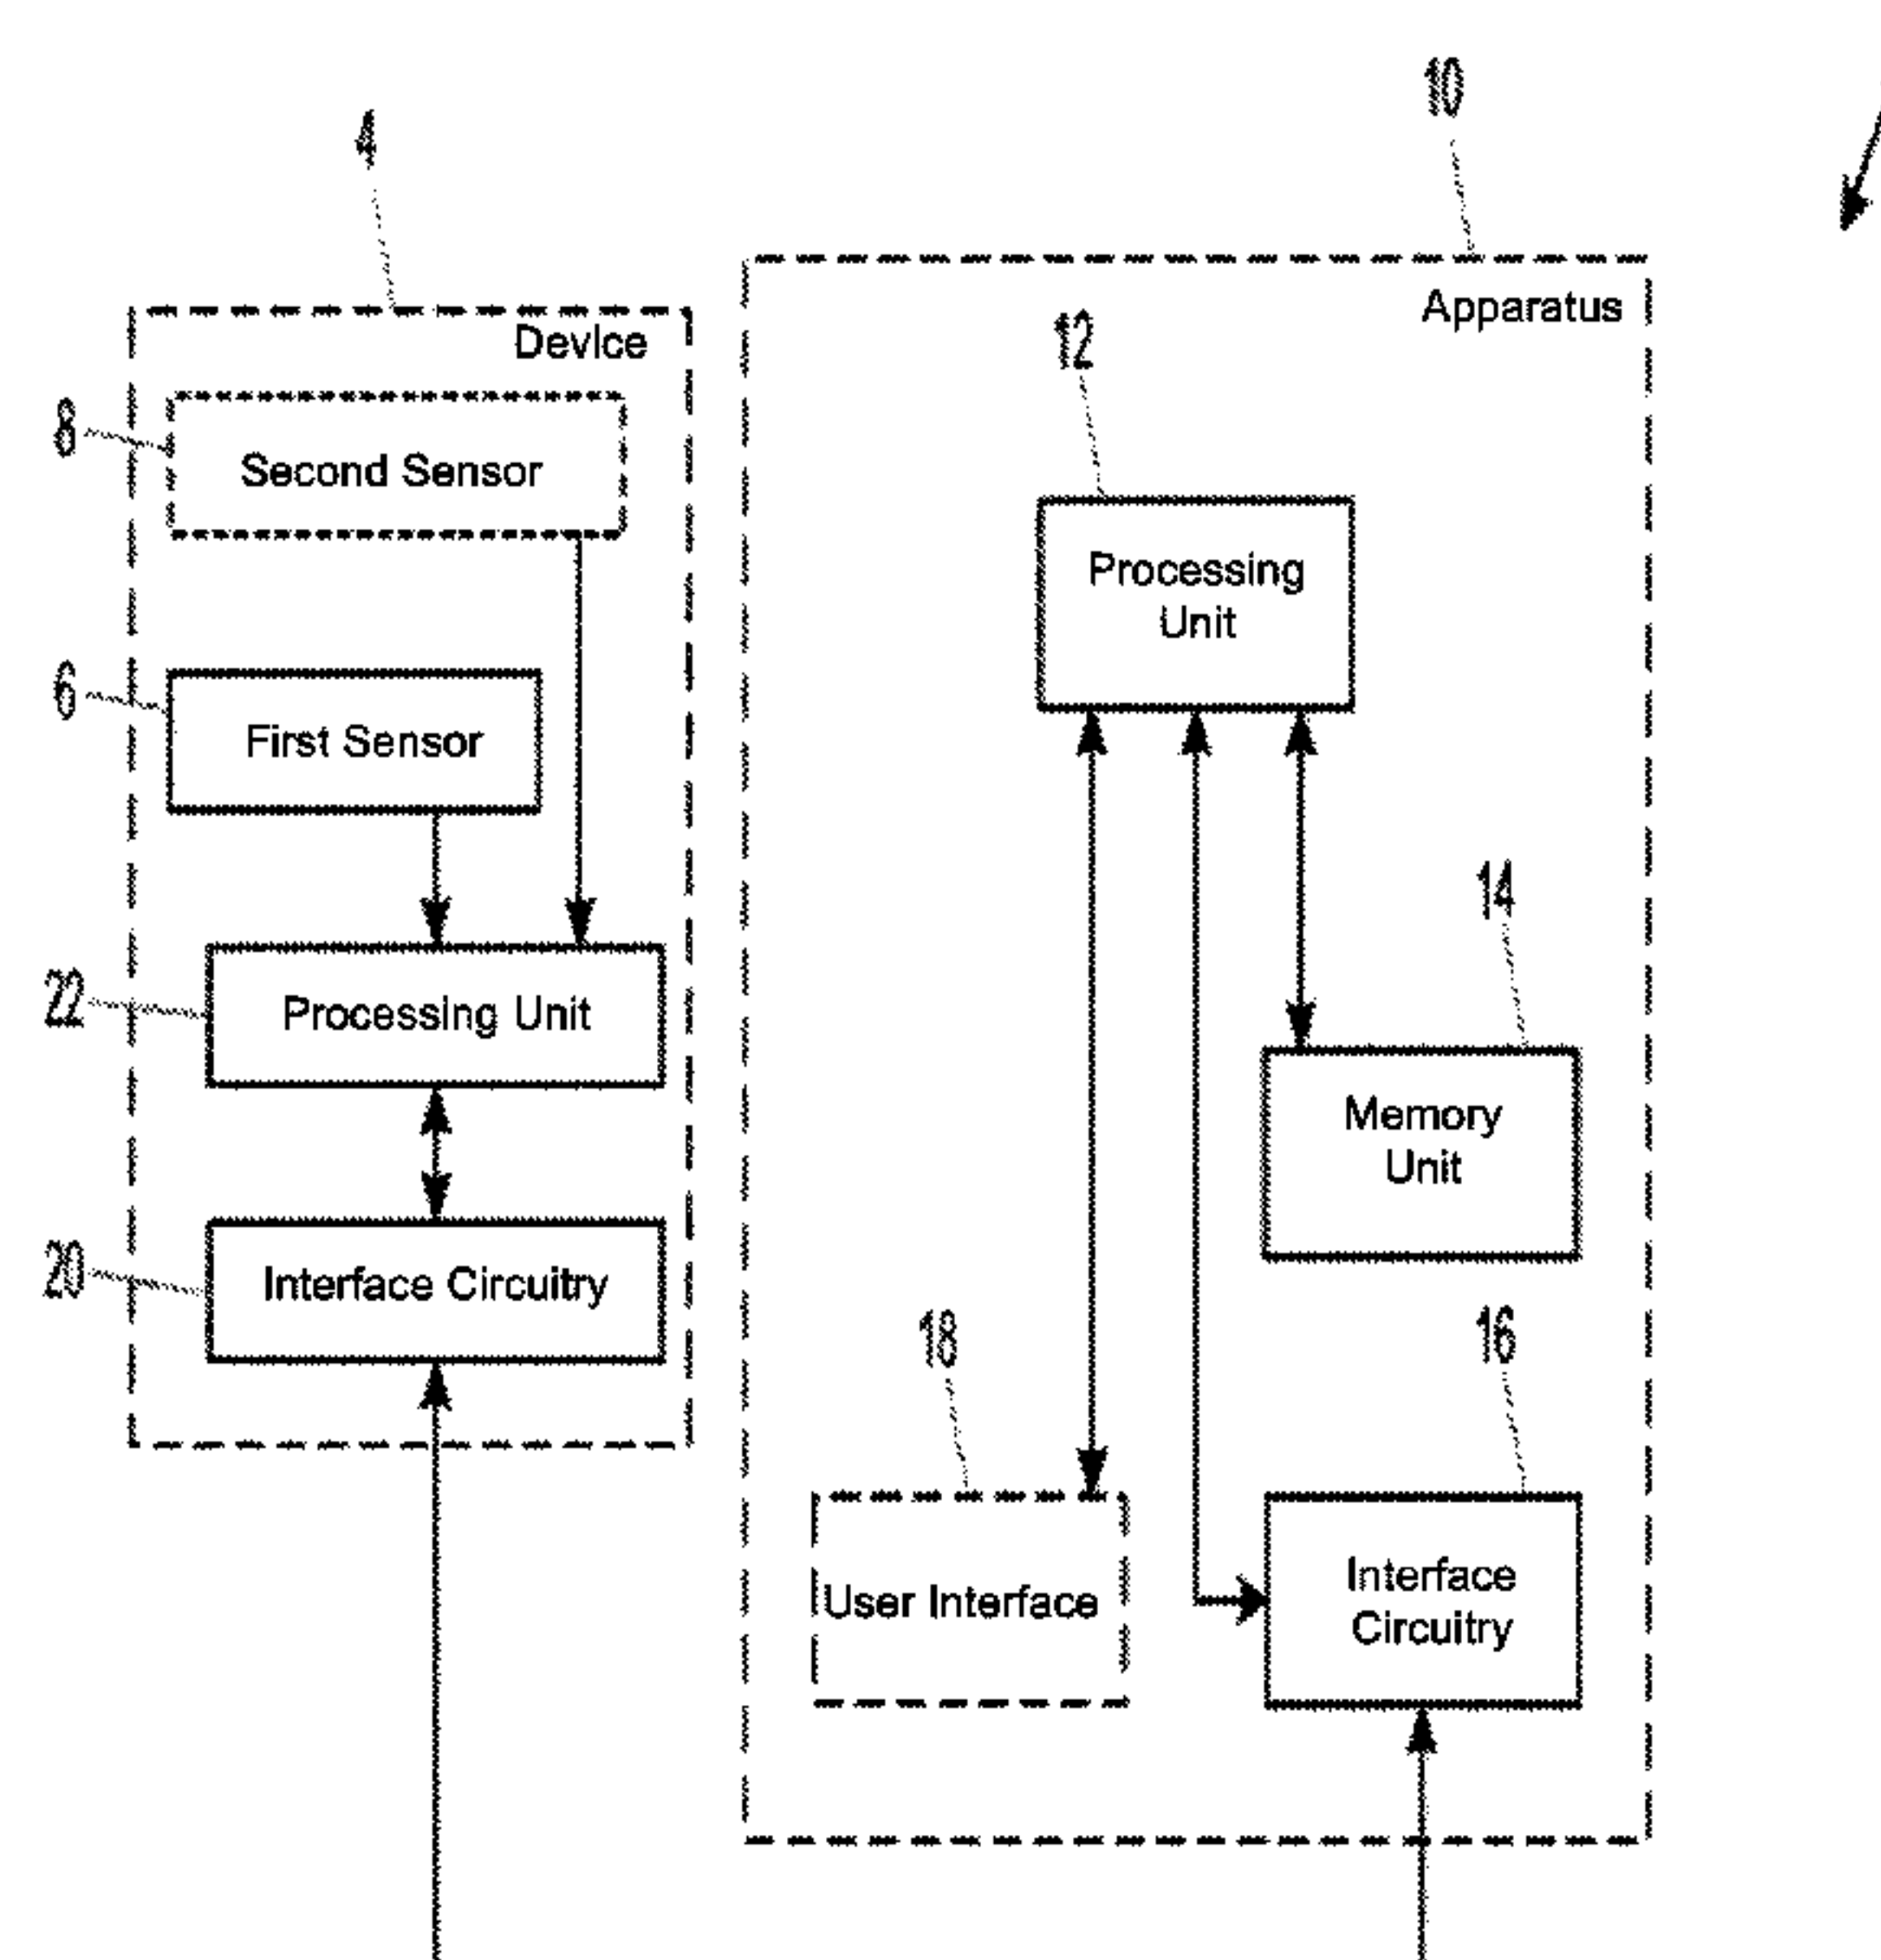 10
4
Apparatus
12
Device
8
Second Sensor
Processing
Unit
6
First Sensor
14
22
Processing Unit
Memory
Unit
20
Interface Circuitry
18
16
Interface
Circuitry
User Interface